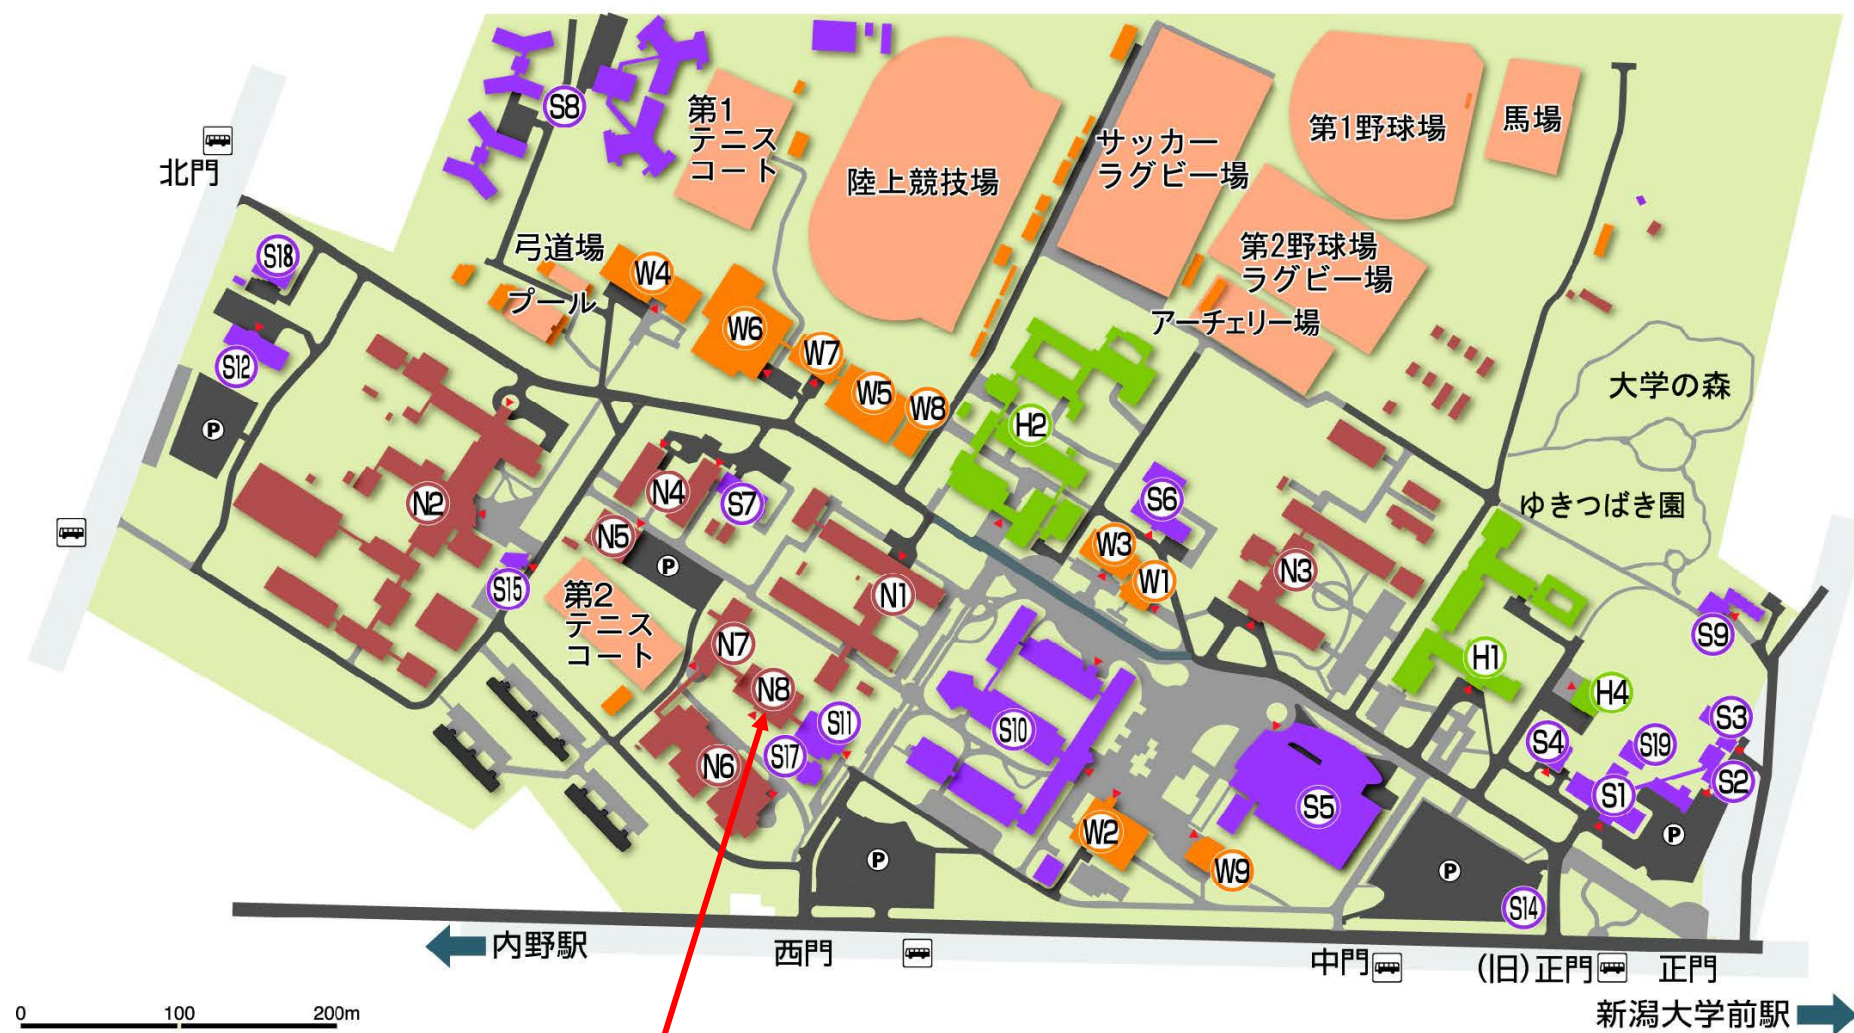 北門
S8
第1
テニス
コート
陸上競技場
サッカー
ラグビー場
第1野球場
馬場
第2野球場
ラグビー場
アーチェリー場
弓道場
プール
S18
S12
P
W4
W6
W7
W5
W8
H2
大学の森
ゆきつばき園
N2
N4
S7
N5
P
S15
第2
テニス
コート
N1
S6
W3
W1
N3
N7
N8
S11
S17
N6
S10
H1
H4
S9
S3
S4
S19
S2
S1
P
S5
W2
W9
P
P
S14
内野駅
西門
中門
(旧)正門
正門
新潟大学前駅
0 100 200m